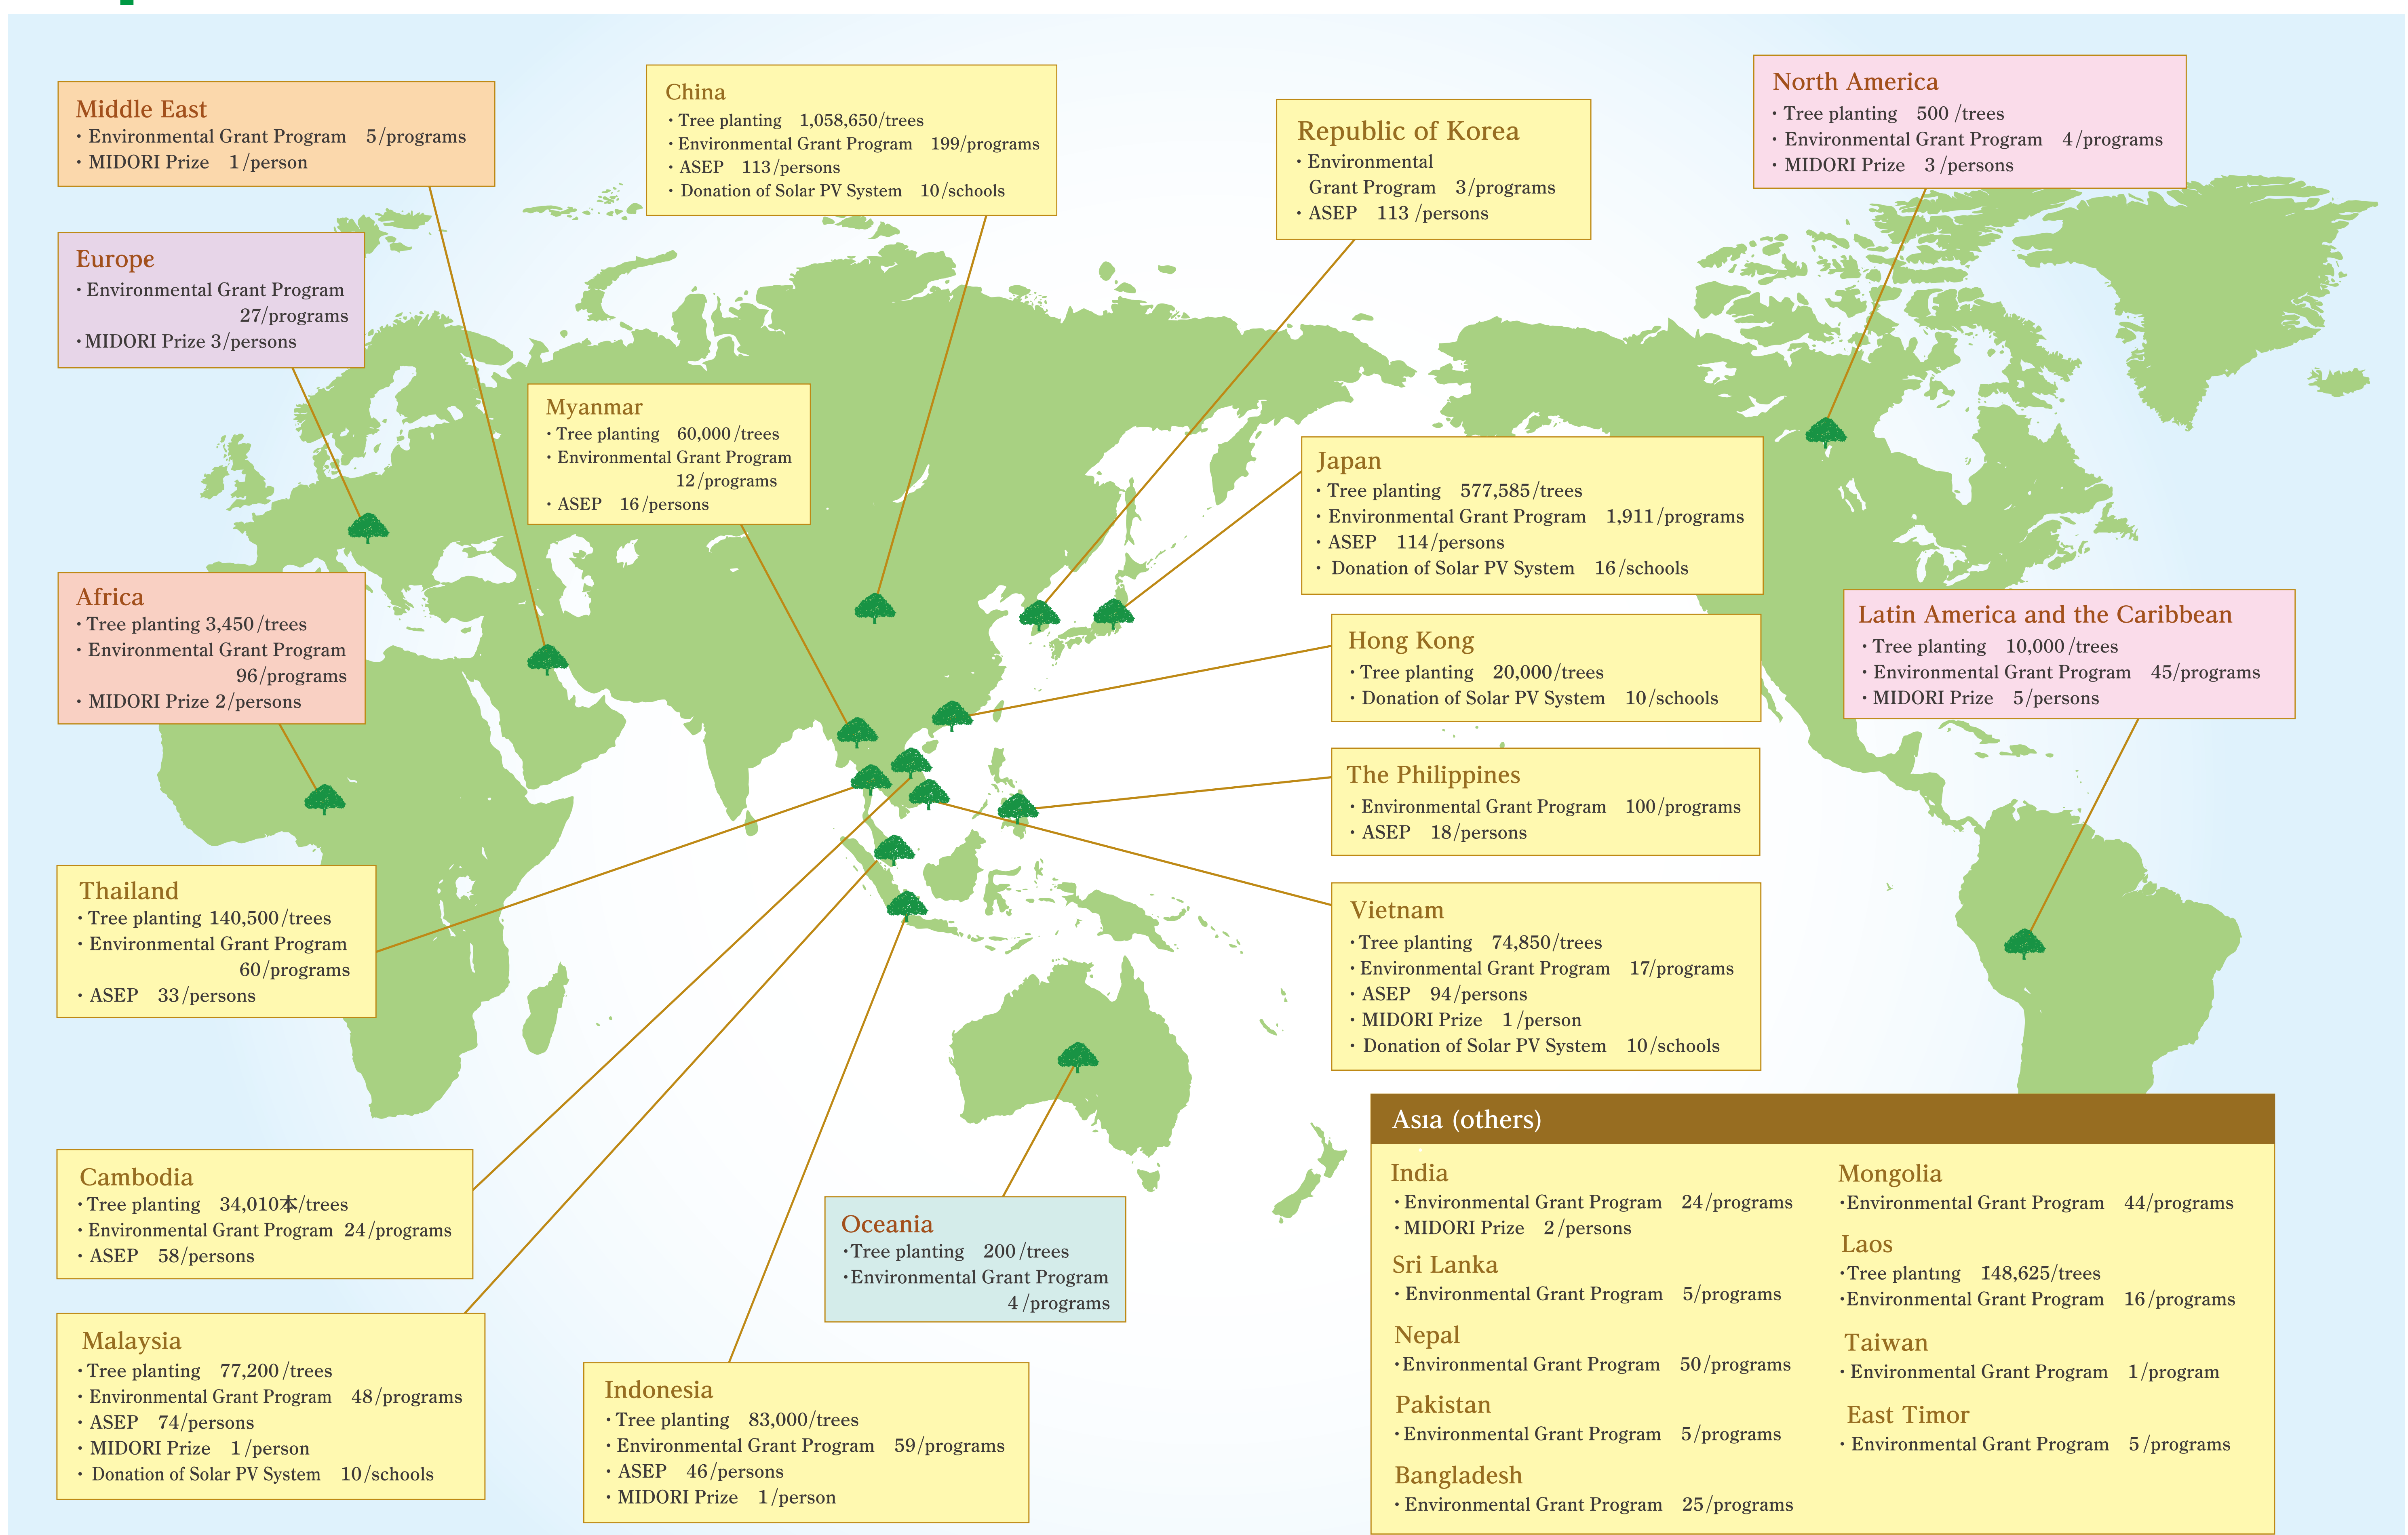 Middle East
・Environmental Grant Program 5/programs
・MIDORI Prize 1/person
China
・Tree planting 1,058,650/trees
・Environmental Grant Program 199/programs
・ASEP 113/persons
・Donation of Solar PV System 10/schools
Republic of Korea
・Environmental
Grant Program 3/programs
・ASEP 113/persons
North America
・Tree planting 500/trees
・Environmental Grant Program 4/programs
・MIDORI Prize 3/persons
Europe
・Environmental Grant Program
27/programs
・MIDORI Prize 3/persons
Myanmar
・Tree planting 60,000/trees
・Environmental Grant Program
12/programs
・ASEP 16/persons
Japan
・Tree planting 577,585/trees
・Environmental Grant Program 1,911/programs
・ASEP 114/persons
・Donation of Solar PV System 16/schools
Africa
・Tree planting 3,450/trees
・Environmental Grant Program
96/programs
・MIDORI Prize 2/persons
Hong Kong
・Tree planting 20,000/trees
・Donation of Solar PV System 10/schools
Latin America and the Caribbean
・Tree planting 10,000/trees
・Environmental Grant Program 45/programs
・MIDORI Prize 5/persons
The Philippines
・Environmental Grant Program 100/programs
・ASEP 18/persons
Thailand
・Tree planting 140,500/trees
・Environmental Grant Program
60/programs
・ASEP 33/persons
Vietnam
・Tree planting 74,850/trees
・Environmental Grant Program 17/programs
・ASEP 94/persons
・MIDORI Prize 1/person
・Donation of Solar PV System 10/schools
Cambodia
・Tree planting 34,010本/trees
・Environmental Grant Program 24/programs
・ASEP 58/persons
Oceania
・Tree planting 200/trees
・Environmental Grant Program
4/programs
Malaysia
・Tree planting 77,200/trees
・Environmental Grant Program 48/programs
・ASEP 74/persons
・MIDORI Prize 1/person
・Donation of Solar PV System 10/schools
Indonesia
・Tree planting 83,000/trees
・Environmental Grant Program 59/programs
・ASEP 46/persons
・MIDORI Prize 1/person
Asıa (others)
India
・Environmental Grant Program 24/programs
・MIDORI Prize 2/persons
Sri Lanka
・Environmental Grant Program 5/programs
Nepal
・Environmental Grant Program 50/programs
Pakistan
・Environmental Grant Program 5/programs
Bangladesh
・Environmental Grant Program 25/programs
Mongolia
・Environmental Grant Program 44/programs
Laos
・Tree plantıng 148,625/trees
・Environmental Grant Program 16/programs
Taiwan
・Environmental Grant Program 1/program
East Timor
・Environmental Grant Program 5/programs